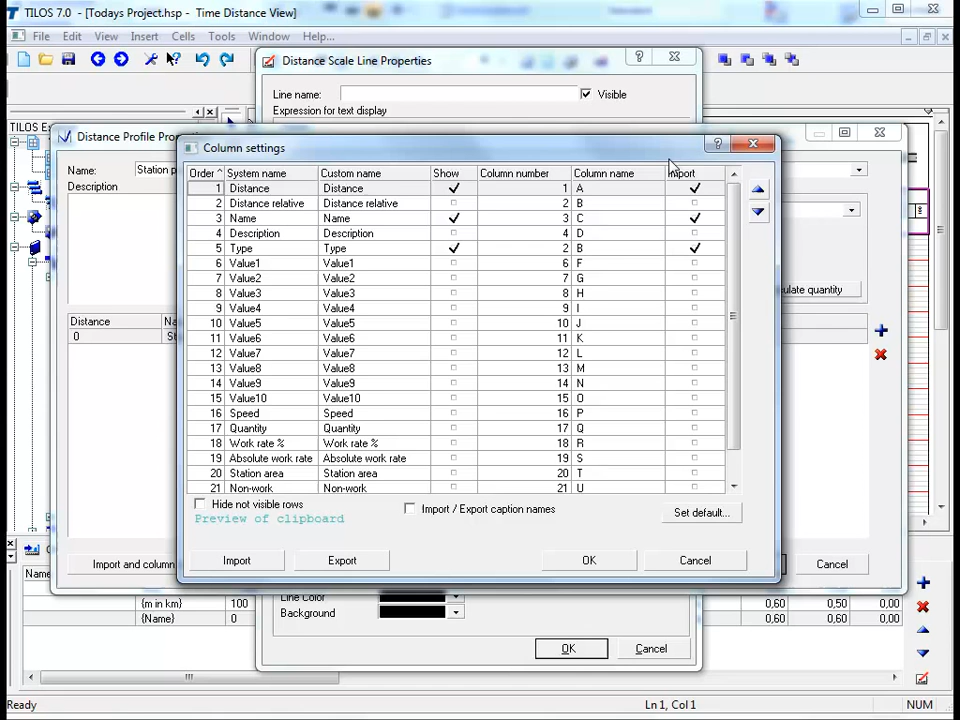 TILOS 7.0 - [Todays Project.hsp - Time Distance View]
File Edit View Insert Cells Tools Window Help...
Distance Scale Line Properties
Line name: Visible
Expression for text display
TILOS
Distance Profile
Name: Station p
Description
Column settings
Order System name Custom name Show Column number Column name Import
1 Distance Distance 1 A
2 Distance relative Distance relative 2 B
3 Name Name 3 C
4 Description Description 4 D
5 Type Type 2 B
6 Value1 Value1 6 F
7 Value2 Value2 7 G
8 Value3 Value3 8 H
9 Value4 Value4 9 I
10 Value5 Value5 10 J
11 Value6 Value6 11 K
12 Value7 Value7 12 L
13 Value8 Value8 13 M
14 Value9 Value9 14 N
15 Value10 Value10 15 O
16 Speed Speed 16 P
17 Quantity Quantity 17 Q
18 Work rate % Work rate % 18 R
19 Absolute work rate Absolute work rate 19 S
20 Station area Station area 20 T
21 Non-work Non-work 21 U
Hide not visible rows
Import / Export caption names
Set default...
Preview of clipboard
Import Export OK Cancel
ulate quantity
Distance Na
0 St
Import and column
Cancel
Name
{m in km} 100 0,60 0,50 0,00
{Name} 0 0,60 0,60 0,00
Line Color
Background
OK Cancel
Ready Ln 1, Col 1 NUM